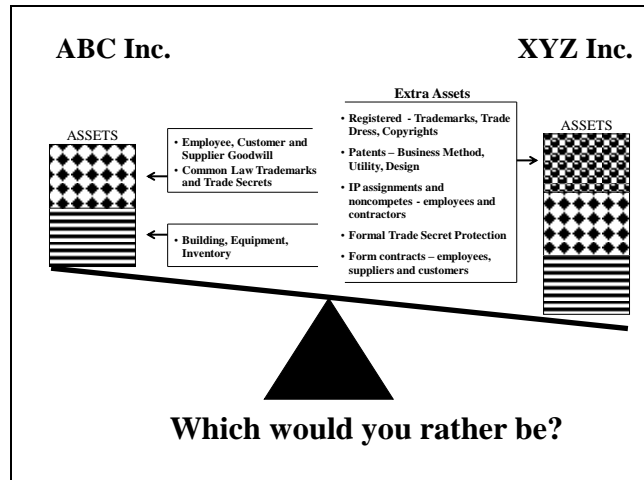 ABC Inc.
XYZ Inc.
Extra Assets
ASSETS
• Employee, Customer and
Supplier Goodwill
• Common Law Trademarks
and Trade Secrets
• Building, Equipment,
Inventory
• Registered - Trademarks, Trade
Dress, Copyrights
• Patents – Business Method,
Utility, Design
• IP assignments and
noncompetes - employees and
contractors
• Formal Trade Secret Protection
• Form contracts – employees,
suppliers and customers
ASSETS
Which would you rather be?